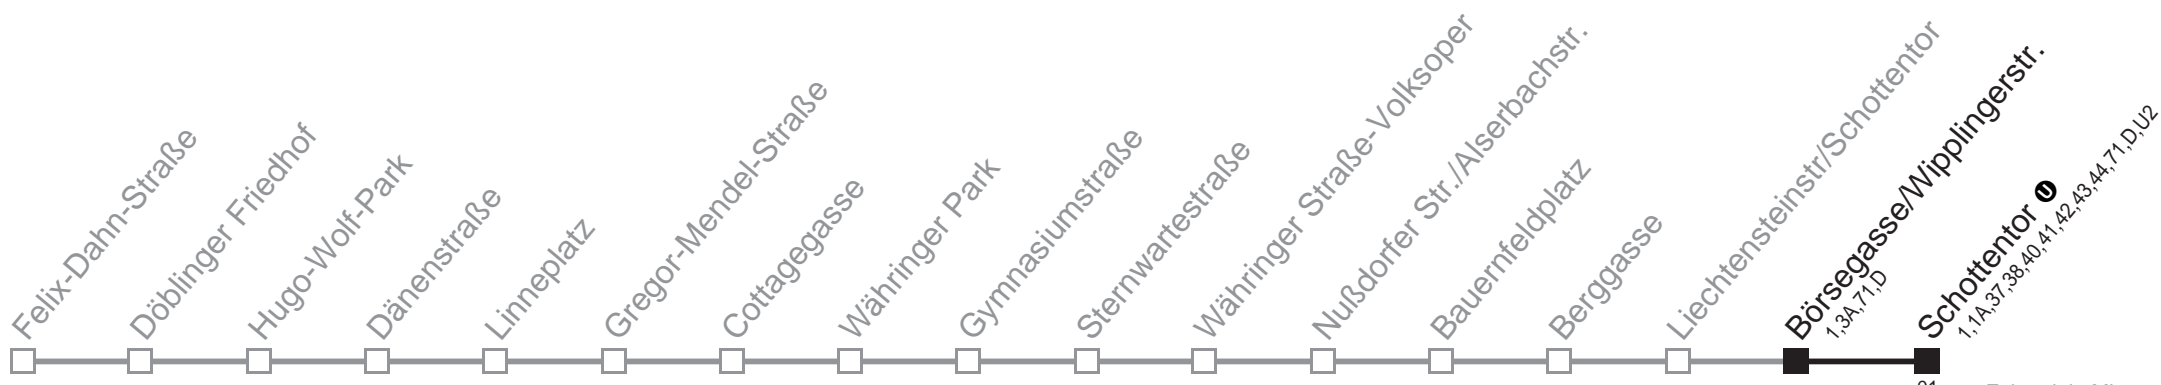 Felix-Dahn-Straße
Döblinger Friedhof
Hugo-Wolf-Park
Dänenstraße
Linneplatz
Gregor-Mendel-Straße
Cottagegasse
Währinger Park
Gymnasiumstraße
Sternwartestraße
Währinger Straße-Volksoper
Nußdorfer Str./Alserbachstr.
Bauernfeldplatz
Berggasse
Liechtensteinstr/Schottentor
Börsegasse/Wipplingerstr.
1,3A,71,D
Schottentor U
1,1A,37,38,40,41,42,43,44,71,D,U2